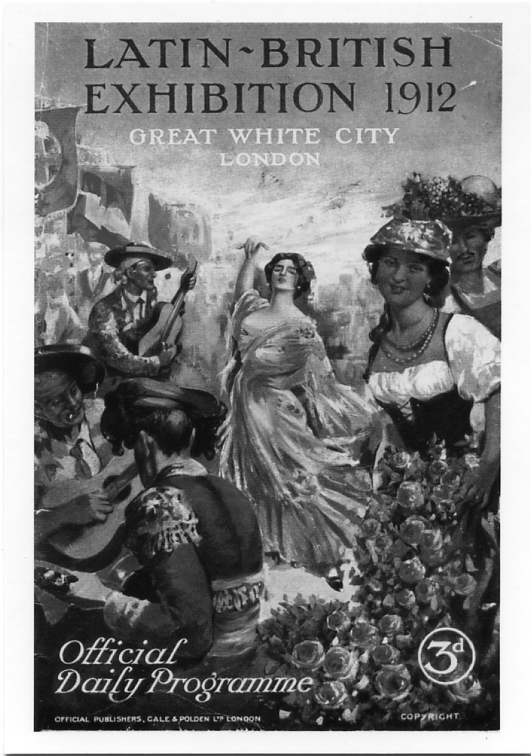 LATIN~BRITISH
EXHIBITION 1912
GREAT WHITE CITY
LONDON
Official
Daily Programme
3d
OFFICIAL PUBLISHERS, GALE & POLDEN LTD LONDON
COPYRIGHT